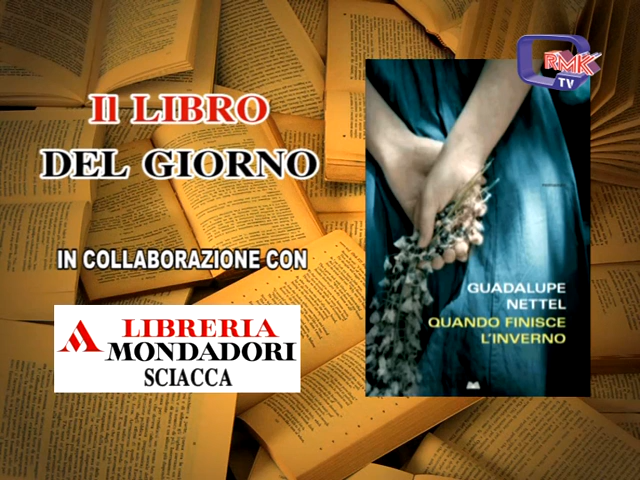 RMK
TV
Il LIBRO
DEL GIORNO
IN COLLABORAZIONE CON
LIBRERIA
MONDADORI
SCIACCA
GUADALUPE
NETTEL
QUANDO FINISCE
L'INVERNO